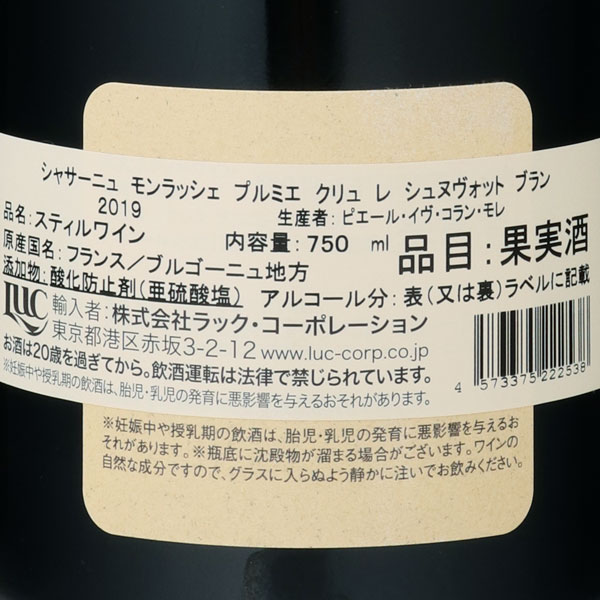 シャサーニュ モンラッシェ プルミエ クリュ レ シュヌヴォット ブラン
2019
生産者:ピエール・イヴ・コラン・モレ
品名:スティルワイン
内容量:750 ml
品目:果実酒
原産国名:フランス/ブルゴーニュ地方
添加物:酸化防止剤(亜硫酸塩)
アルコール分:表(又は裏)ラベルに記載
LUC
輸入者:株式会社ラック・コーポレーション
東京都港区赤坂3-2-12 www.luc-corp.co.jp
お酒は20歳を過ぎてから。飲酒運転は法律で禁じられています。
※妊娠中や授乳期の飲酒は、胎児・乳児の発育に悪影響を与えるおそれがあります。
4 573375 222538
※妊娠中や授乳期の飲酒は、胎児・乳児の発育に悪影響を与えるお
それがあります。※瓶底に沈殿物が溜まる場合がございます。ワインの
自然な成分ですので、グラスに入らぬよう静かに注いでお飲みください。